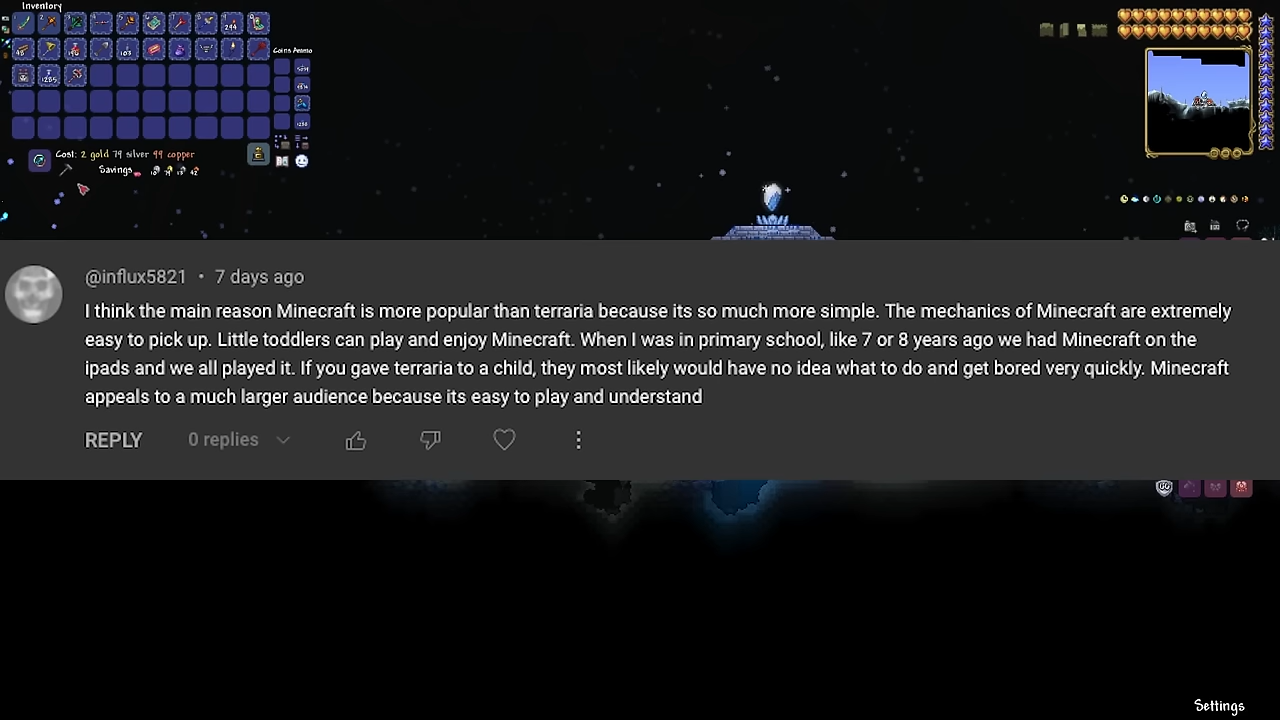 Inventory
Coins Ammo
Cost: 2 gold 79 silver 99 copper
Savings
@influx5821 • 7 days ago
I think the main reason Minecraft is more popular than terraria because its so much more simple. The mechanics of Minecraft are extremely
easy to pick up. Little toddlers can play and enjoy Minecraft. When I was in primary school, like 7 or 8 years ago we had Minecraft on the
ipads and we all played it. If you gave terraria to a child, they most likely would have no idea what to do and get bored very quickly. Minecraft
appeals to a much larger audience because its easy to play and understand
REPLY 0 replies
60
Settings